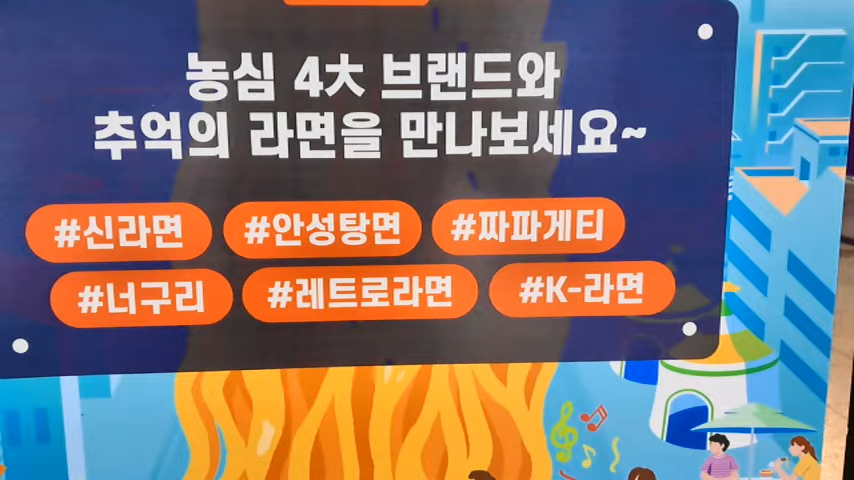 농심 4大 브랜드와
추억의 라면을 만나보세요~
#신라면 #안성탕면 #짜파게티
#너구리 #레트로라면 #K-라면